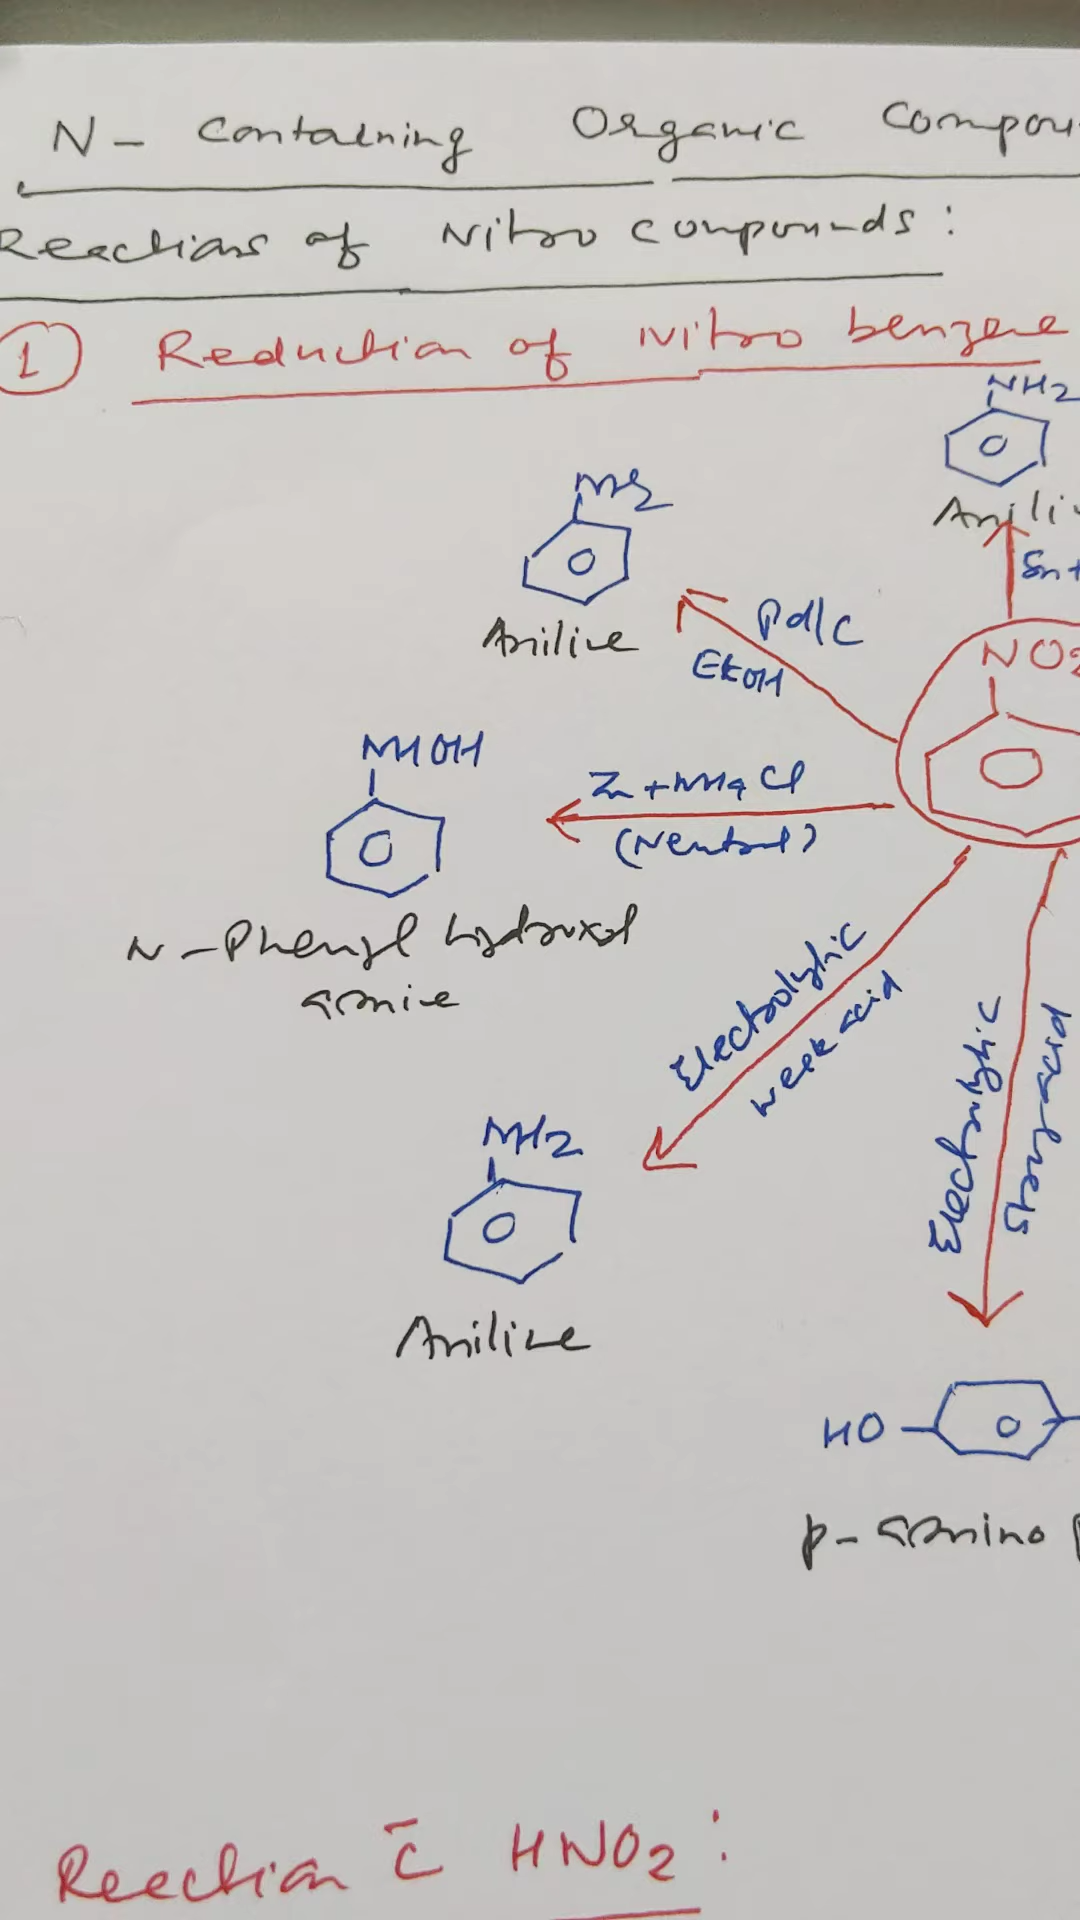 N- Containing Organic Compou
Reactions of Nitro compounds:
1 Reduction of Nitro benzene
NH2
Anili
Sn+
NH2
Aniline
Pd/C
EtOH
NO2
NHOH
Zn + NH4Cl
(Neutral)
N-Phenyl hydroxyl
amine
Electrolytic
weak acid
Electrolytic
strong acid
NH2
Aniline
HO
p-amino p
Reaction c̄ HNO2: